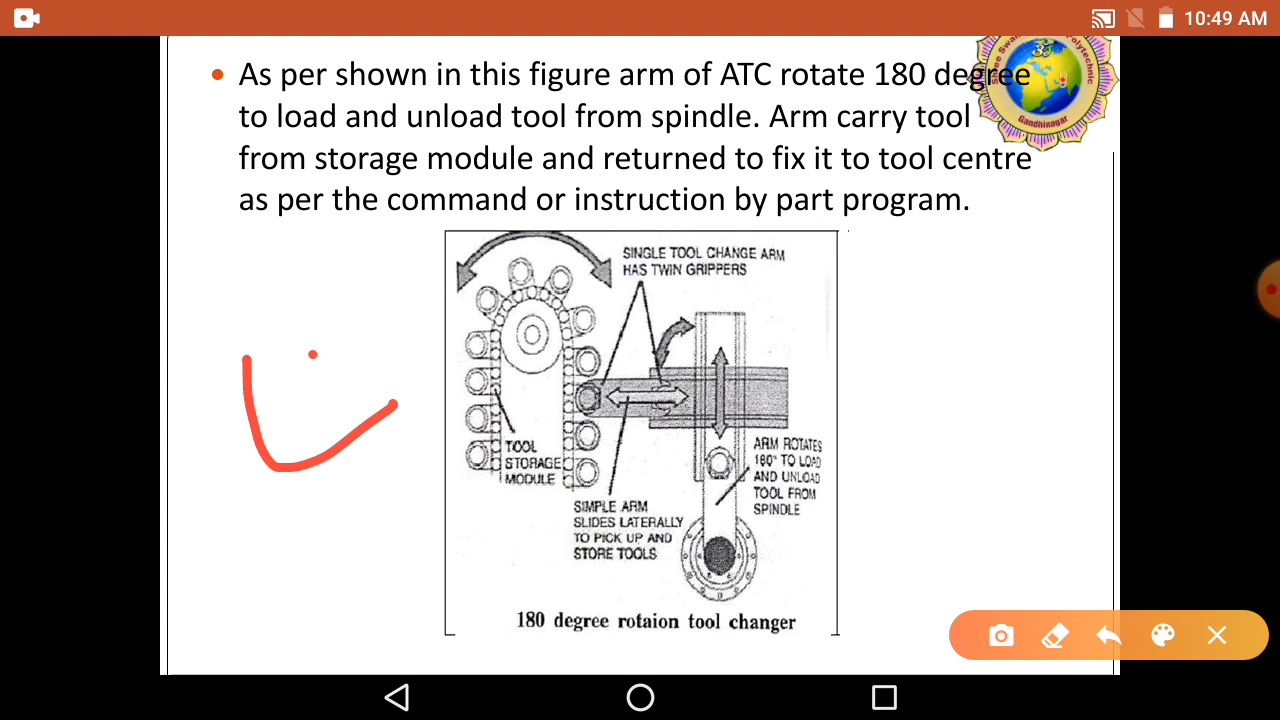 10:49 AM
• As per shown in this figure arm of ATC rotate 180 degree
to load and unload tool from spindle. Arm carry tool
from storage module and returned to fix it to tool centre
as per the command or instruction by part program.
Polytechnic
Gandhinagar
SINGLE TOOL CHANGE ARM
HAS TWIN GRIPPERS
TOOL
STORAGE
MODULE
ARM ROTATES
180° TO LOAD
AND UNLOAD
TOOL FROM
SPINDLE
SIMPLE ARM
SLIDES LATERALLY
TO PICK UP AND
STORE TOOLS
180 degree rotaion tool changer